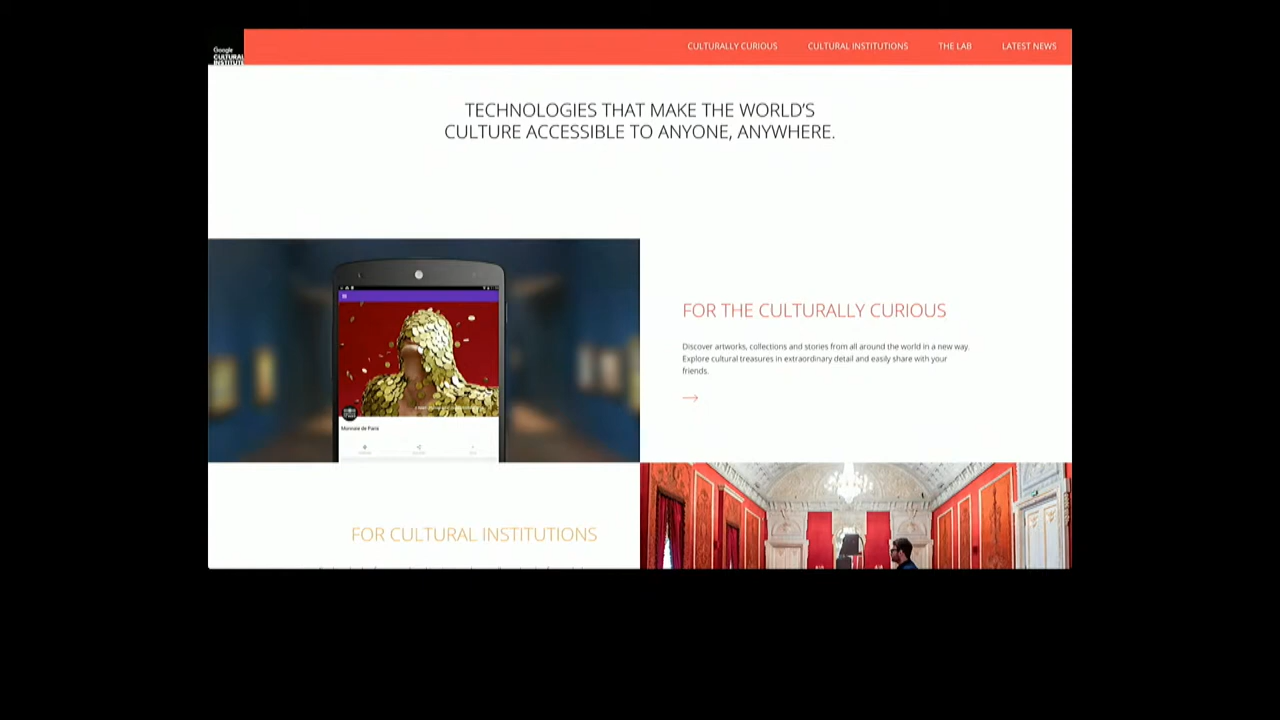 Google
CULTURAL
INSTITUTE
CULTURALLY CURIOUS
CULTURAL INSTITUTIONS
THE LAB
LATEST NEWS
TECHNOLOGIES THAT MAKE THE WORLD'S
CULTURE ACCESSIBLE TO ANYONE, ANYWHERE.
Monnaie de Paris
FOR THE CULTURALLY CURIOUS
Discover artworks, collections and stories from all around the world in a new way.
Explore cultural treasures in extraordinary detail and easily share with your
friends.
FOR CULTURAL INSTITUTIONS